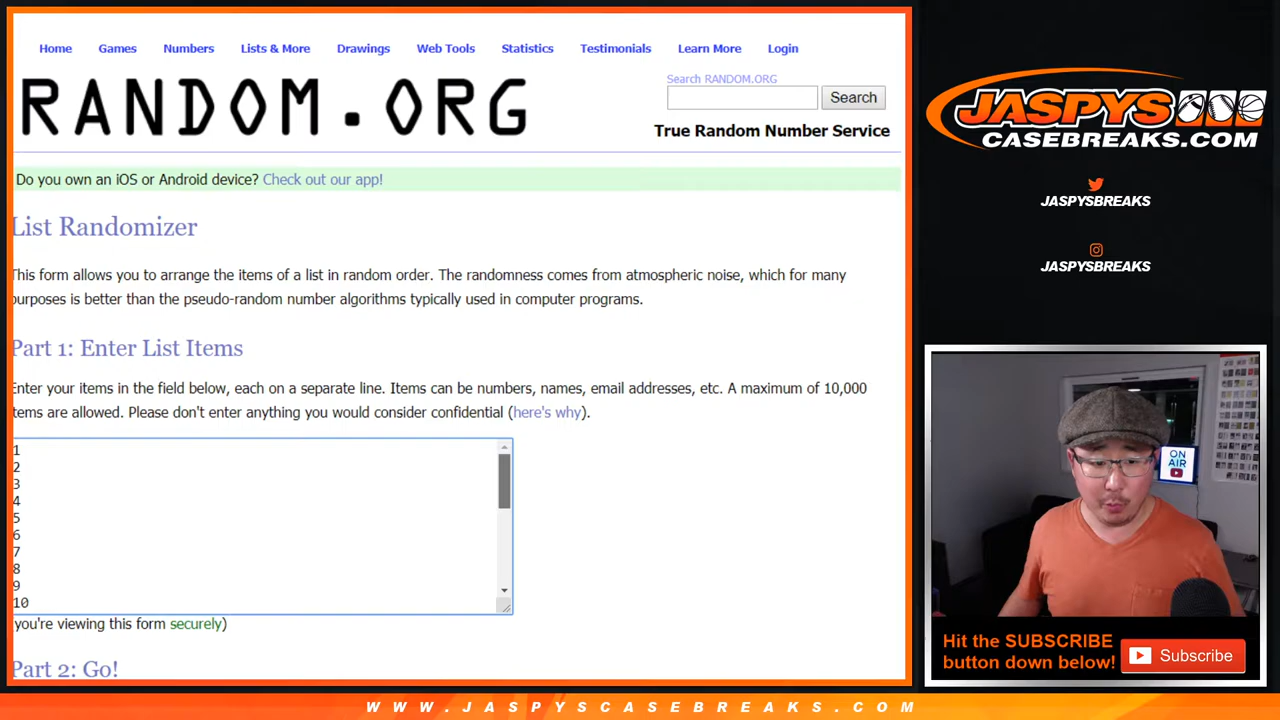 Home Games Numbers Lists & More Drawings Web Tools Statistics Testimonials Learn More Login
RANDOM.ORG
Search RANDOM.ORG
Search
True Random Number Service
Do you own an iOS or Android device? Check out our app!
List Randomizer
This form allows you to arrange the items of a list in random order. The randomness comes from atmospheric noise, which for many
purposes is better than the pseudo-random number algorithms typically used in computer programs.
Part 1: Enter List Items
Enter your items in the field below, each on a separate line. Items can be numbers, names, email addresses, etc. A maximum of 10,000
items are allowed. Please don't enter anything you would consider confidential (here's why).
1
2
3
4
5
6
7
8
9
10
you're viewing this form securely)
Part 2: Go!
JASPYS
CASEBREAKS.COM
JASPYSBREAKS
JASPYSBREAKS
ON
AIR
Hit the SUBSCRIBE
button down below!
Subscribe
WWW.JASPYSCASEBREAKS.COM